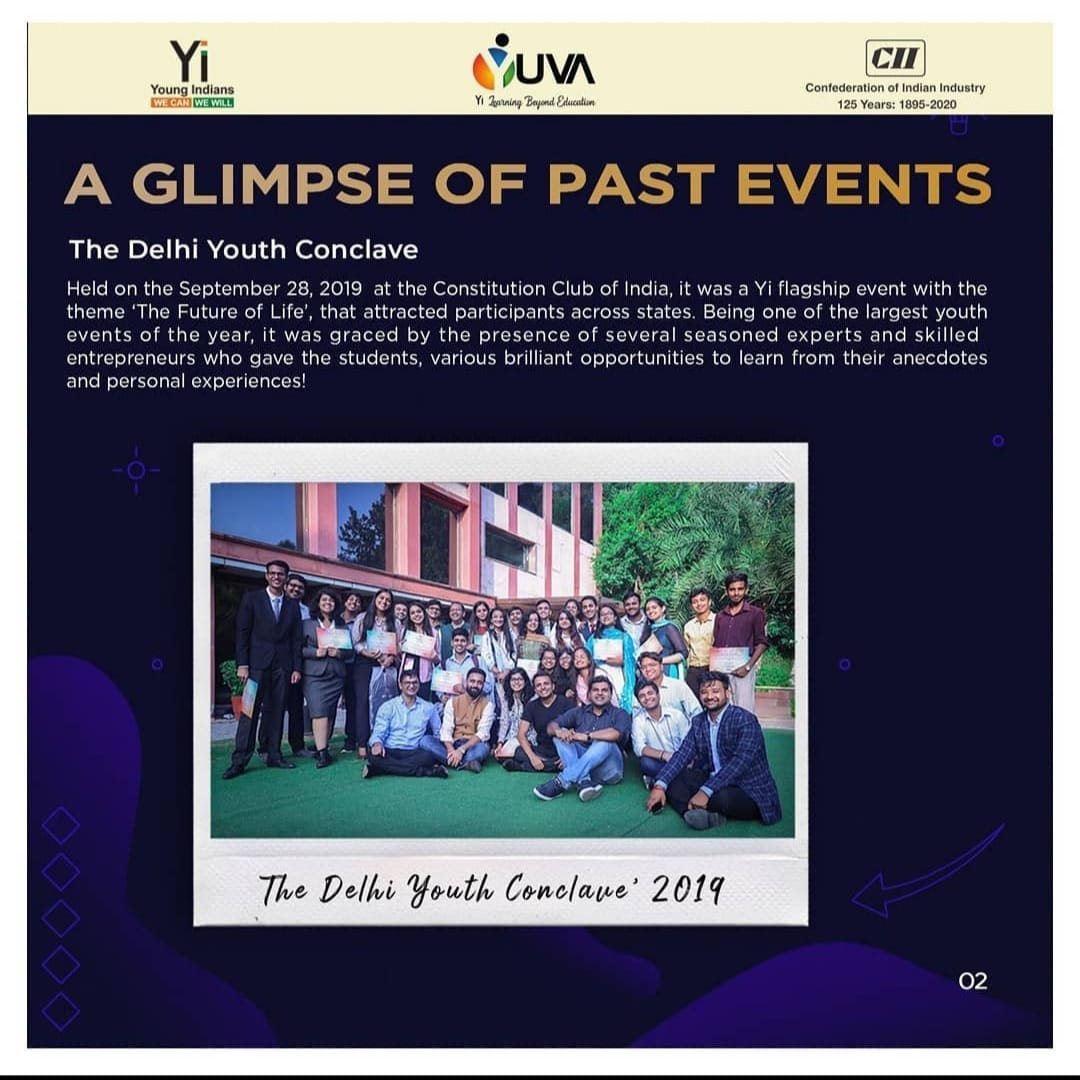 Yi
Young Indians
WE CAN WE WILL
YUVA
Yi Learning Beyond Education
CII
Confederation of Indian Industry
125 Years: 1895-2020
A GLIMPSE OF PAST EVENTS
The Delhi Youth Conclave
Held on the September 28, 2019 at the Constitution Club of India, it was a Yi flagship event with the
theme ‘The Future of Life’, that attracted participants across states. Being one of the largest youth
events of the year, it was graced by the presence of several seasoned experts and skilled
entrepreneurs who gave the students, various brilliant opportunities to learn from their anecdotes
and personal experiences!
The Delhi Youth Conclave' 2019
02